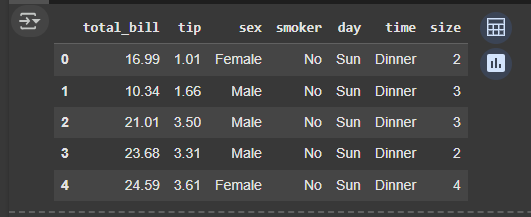 total_bill tip sex smoker day time size
0 16.99 1.01 Female No Sun Dinner 2
1 10.34 1.66 Male No Sun Dinner 3
2 21.01 3.50 Male No Sun Dinner 3
3 23.68 3.31 Male No Sun Dinner 2
4 24.59 3.61 Female No Sun Dinner 4